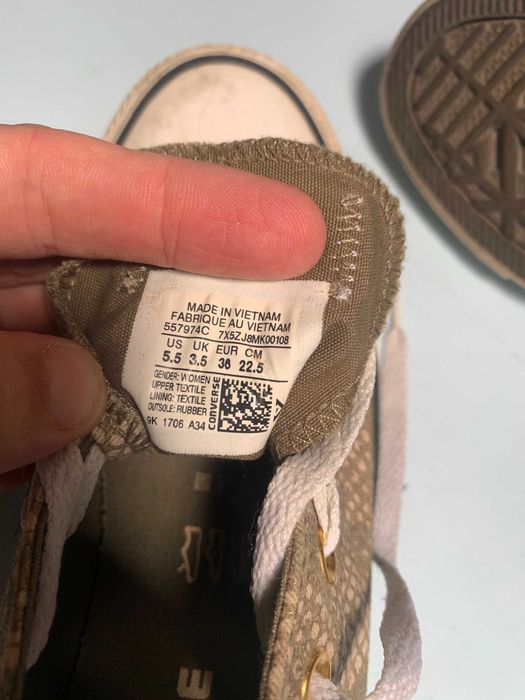 MADE IN VIETNAM
FABRIQUE AU VIETNAM
557974C 7X5ZJ8MK00108
US UK EUR CM
5.5 3.5 36 22.5
GENDER: WOMEN
UPPER: TEXTILE
LINING: TEXTILE
OUTSOLE: RUBBER
9K 1706 A34
CONVERSE